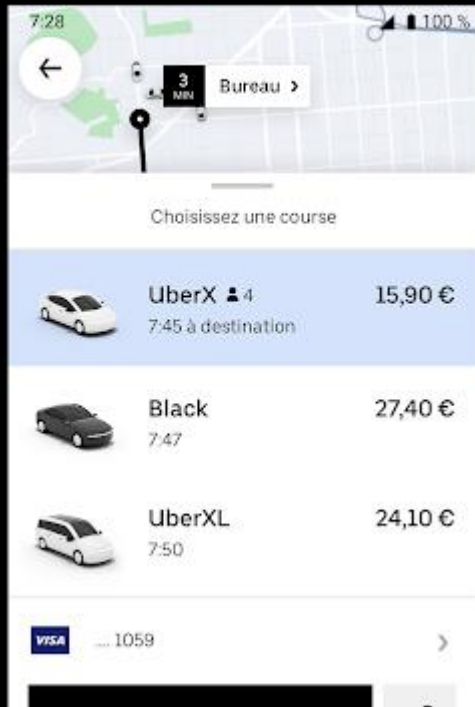 7:28
100 %
3
MIN
Bureau >
Choisissez une course
UberX 4
15,90 €
7:45 à destination
Black
27,40 €
7:47
UberXL
24,10 €
7:50
VISA .... 1059 >